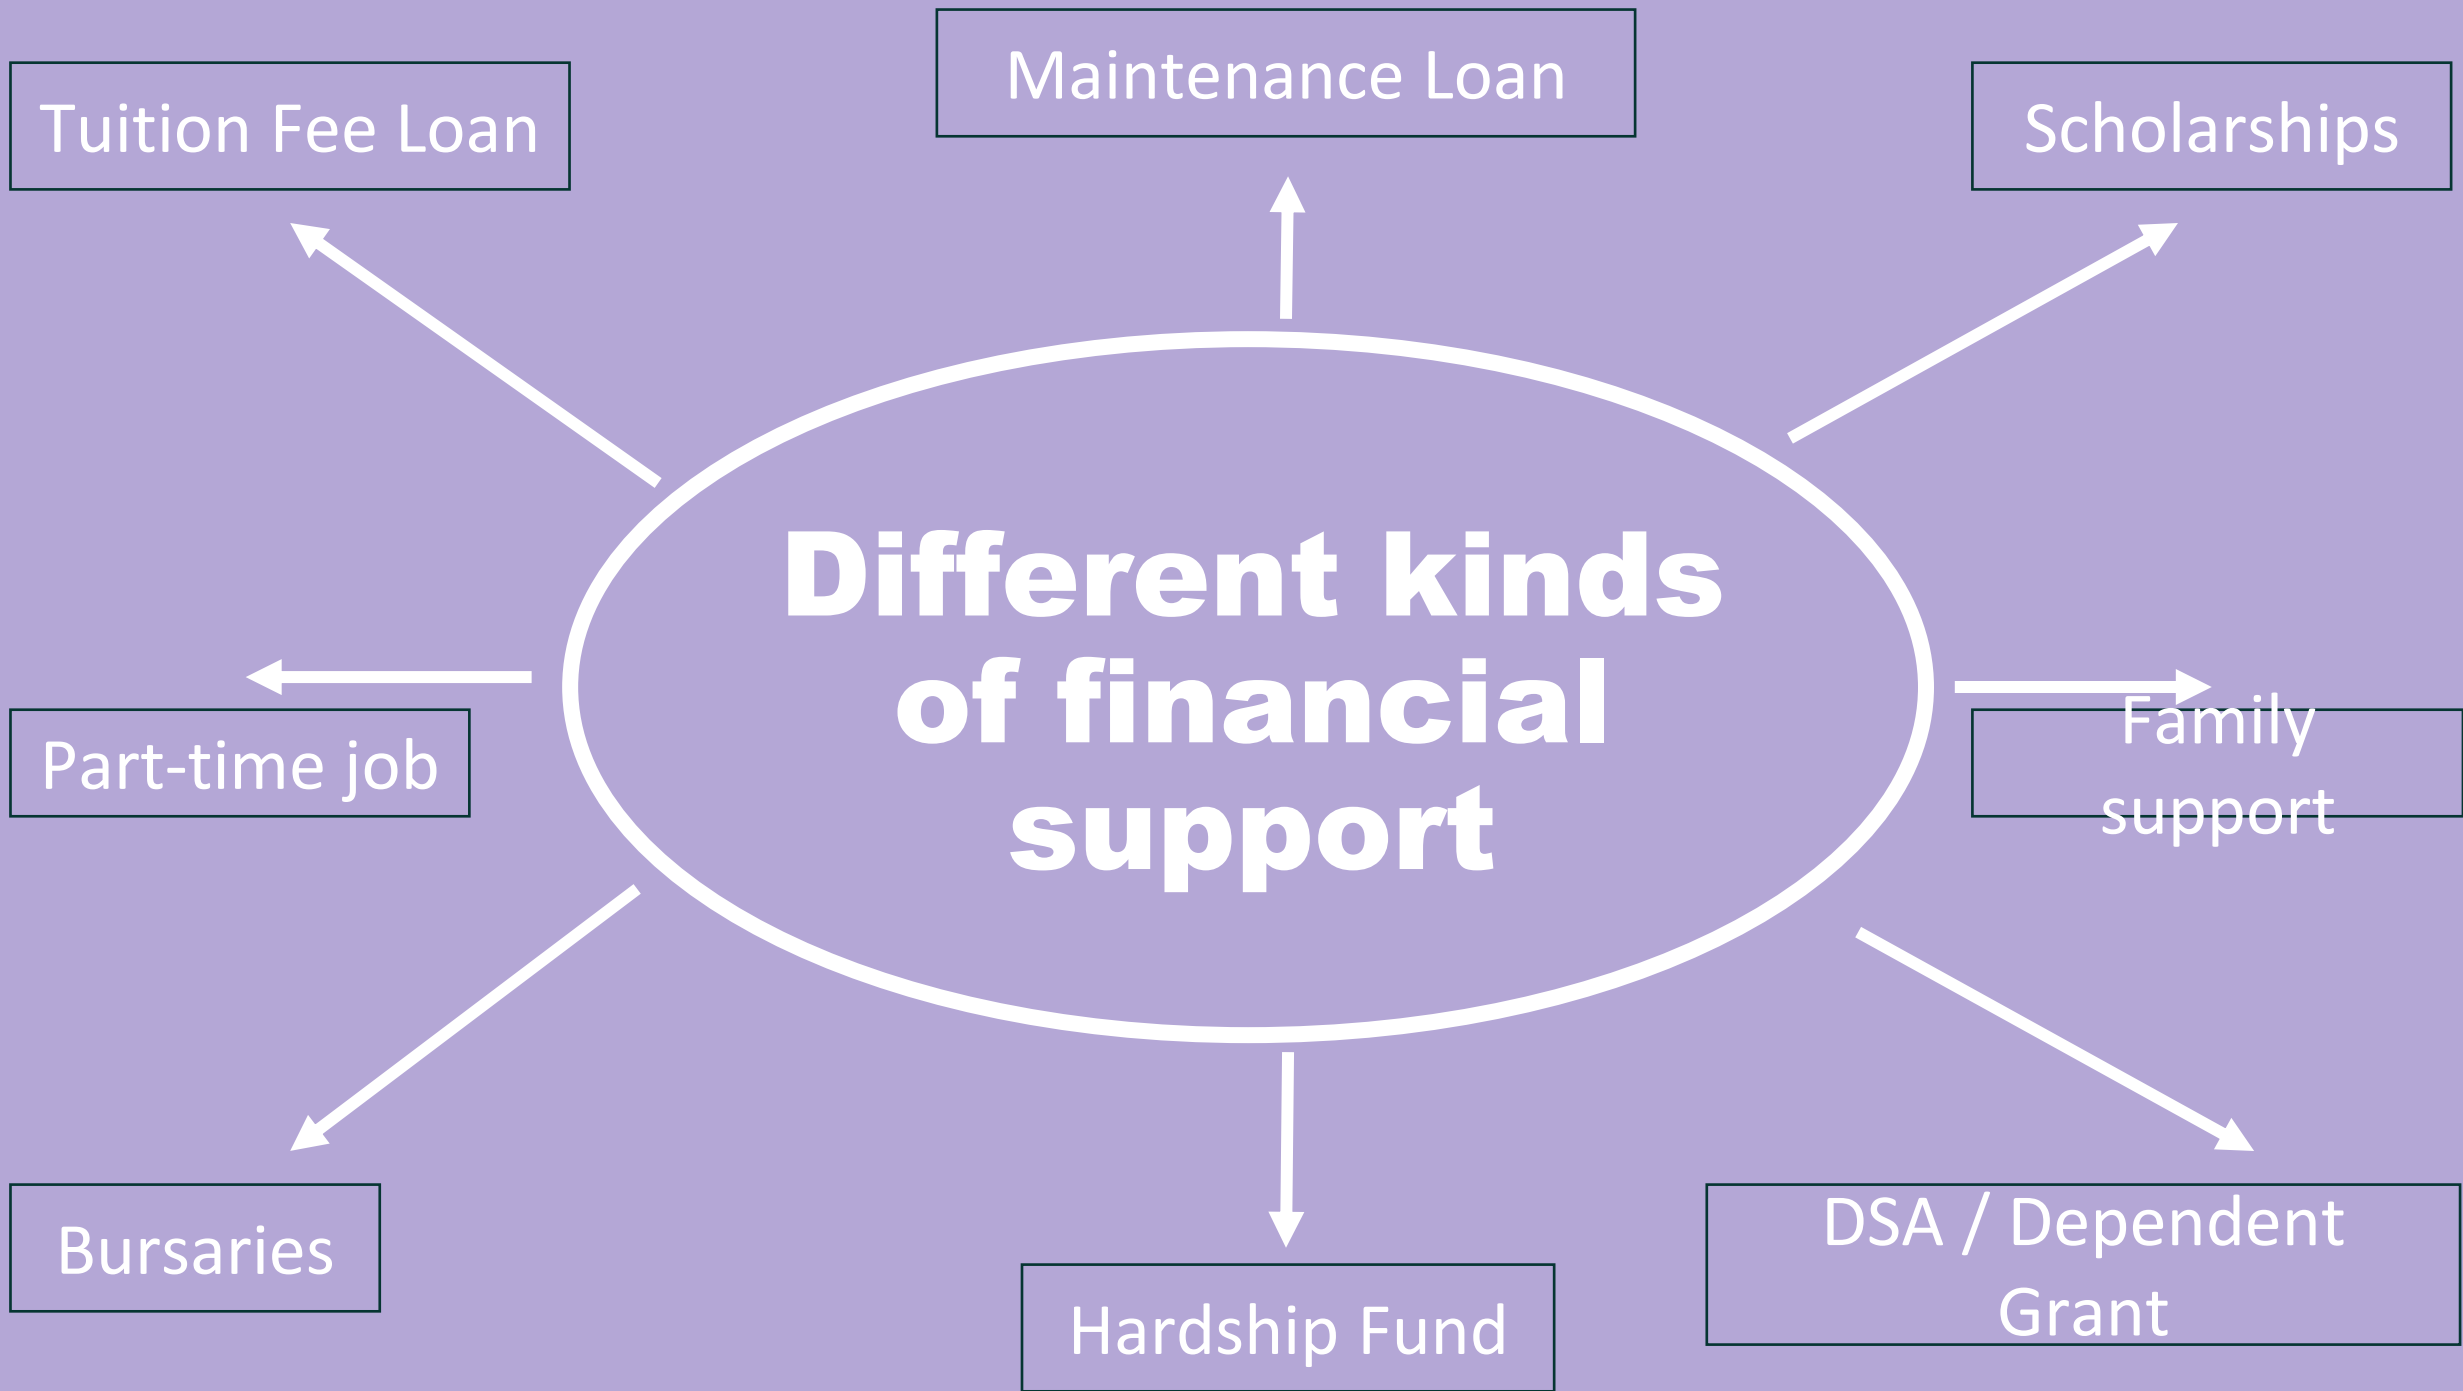 Maintenance Loan
Tuition Fee Loan
Scholarships
Different kinds
of financial
support
Part-time job
Family
support
Bursaries
Hardship Fund
DSA / Dependent
Grant